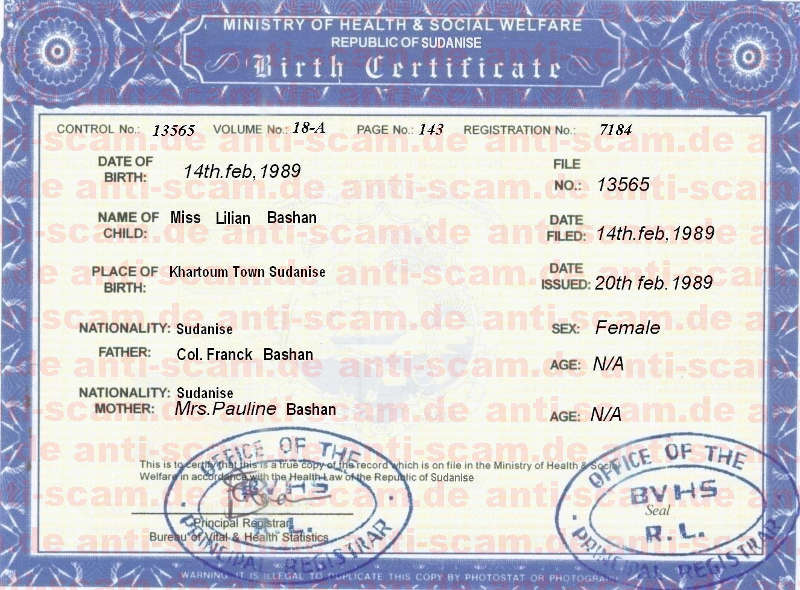 MINISTRY OF HEALTH & SOCIAL WELFARE
REPUBLIC OF SUDANISE
Birth Certificate
CONTROL No.: 13565 VOLUME No.: 18-A PAGE No.: 143 REGISTRATION No.: 7184
DATE OF BIRTH: 14th.feb, 1989
FILE NO.: 13565
NAME OF CHILD: Miss Lilian Bashan
DATE FILED: 14th.feb, 1989
PLACE OF BIRTH: Khartoum Town Sudanise
DATE ISSUED: 20th feb. 1989
NATIONALITY: Sudanise
SEX: Female
FATHER: Col. Franck Bashan
AGE: N/A
NATIONALITY: Sudanise
MOTHER: Mrs.Pauline Bashan
AGE: N/A
This is to certify that this is a true copy of the record which is on file in the Ministry of Health & Social
Welfare in accordance with the Health Law of the Republic of Sudanise
Principal Registrar
Bureau of Vital & Health Statistics
OFFICE OF THE
BVHS
R.L.
PRINCIPAL REGISTRAR
OFFICE OF THE
BVHS
Seal
R.L.
PRINCIPAL REGISTRAR
WARNING: IT IS ILLEGAL TO DUPLICATE THIS COPY BY PHOTOSTAT OR PHOTOGRAPH
anti-scam.de